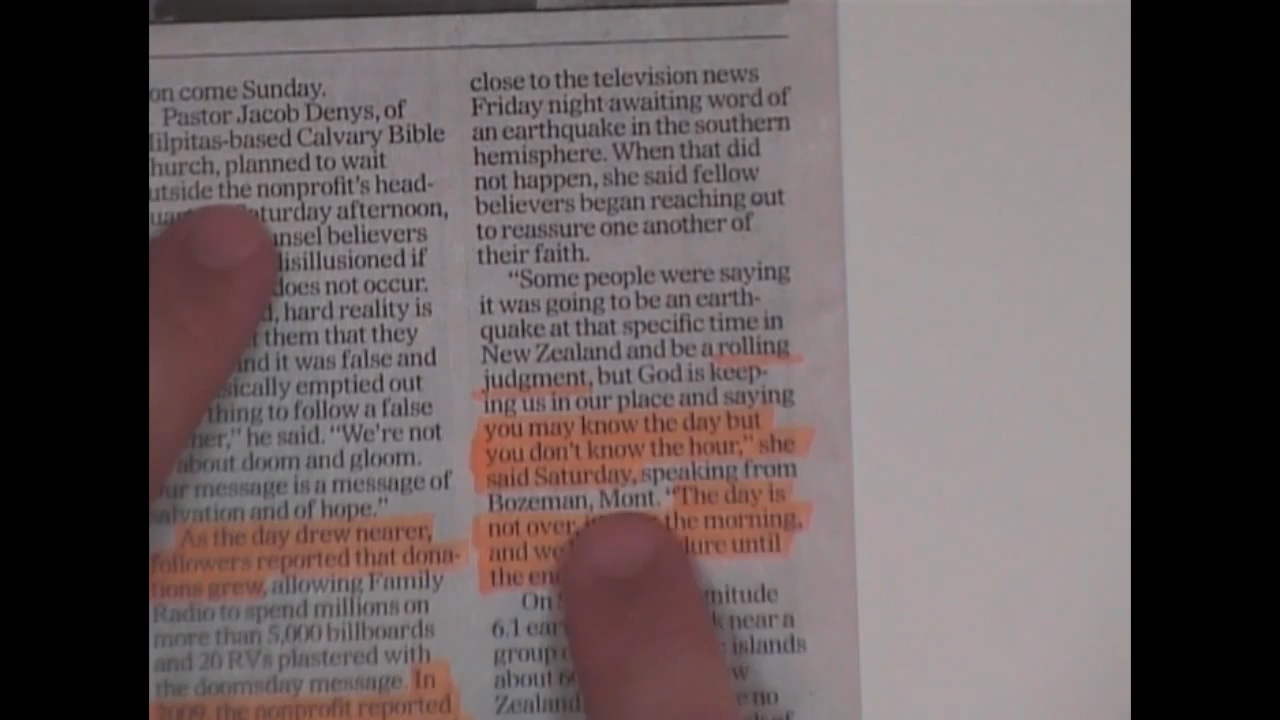 on come Sunday.
Pastor Jacob Denys, of
ilpitas-based Calvary Bible
hurch, planned to wait
utside the nonprofit's head-
aturday afternoon,
nsel believers
disillusioned if
does not occur.
, hard reality is
t them that they
nd it was false and
sically emptied out
thing to follow a false
her," he said. "We're not
about doom and gloom.
ur message is a message of
alvation and of hope."
As the day drew nearer,
followers reported that dona-
tions grew, allowing Family
Radio to spend millions on
more than 5,000 billboards
and 20 RVs plastered with
the doomsday message. In
2009, the nonprofit reported
close to the television news
Friday night awaiting word of
an earthquake in the southern
hemisphere. When that did
not happen, she said fellow
believers began reaching out
to reassure one another of
their faith.
"Some people were saying
it was going to be an earth-
quake at that specific time in
New Zealand and be a rolling
judgment, but God is keep-
ing us in our place and saying
you may know the day but
you don't know the hour," she
said Saturday, speaking from
Bozeman, Mont. "The day is
not over, the morning,
and we dure until
the en
On nitude
6.1 ear k near a
group islands
about w
Zealand e no